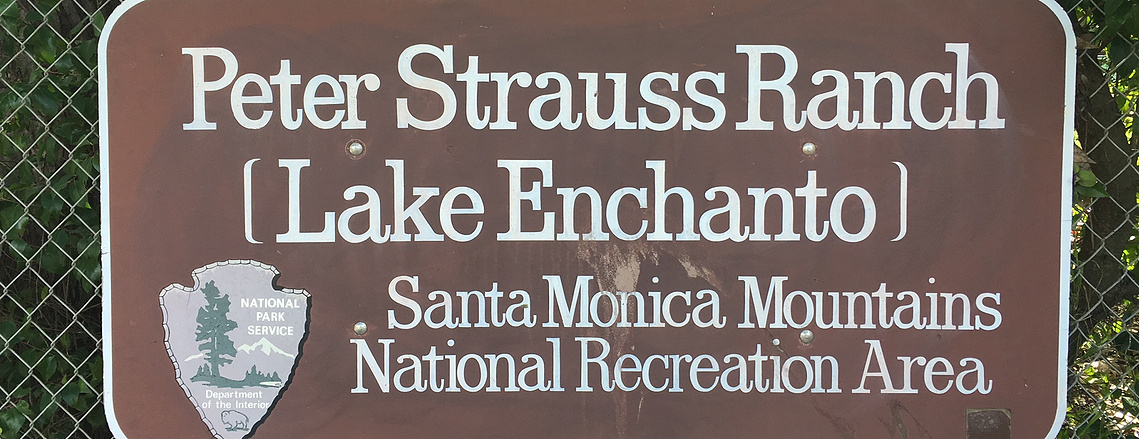 Peter Strauss Ranch
(Lake Enchanto)
Santa Monica Mountains
National Recreation Area
NATIONAL
PARK
SERVICE
Department
of the Interior